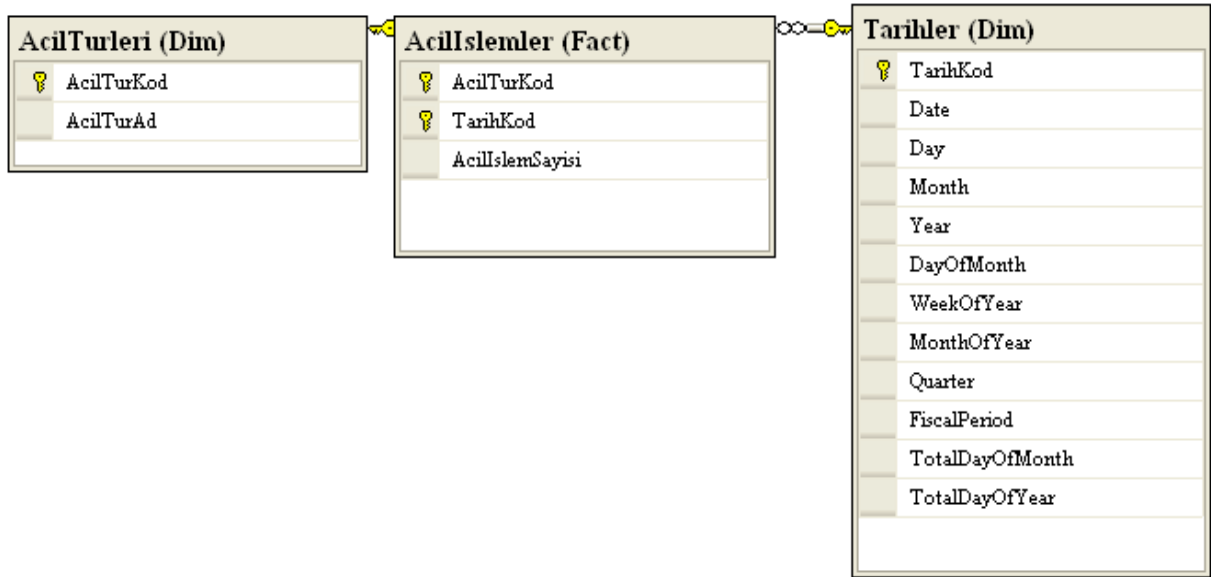 AcilTurleri (Dim)
AcilTurKod
AcilTurAd
AcilIslemler (Fact)
AcilTurKod
TarihKod
AcilIslemSayisi
Tarihler (Dim)
TarihKod
Date
Day
Month
Year
DayOfMonth
WeekOfYear
MonthOfYear
Quarter
FiscalPeriod
TotalDayOfMonth
TotalDayOfYear